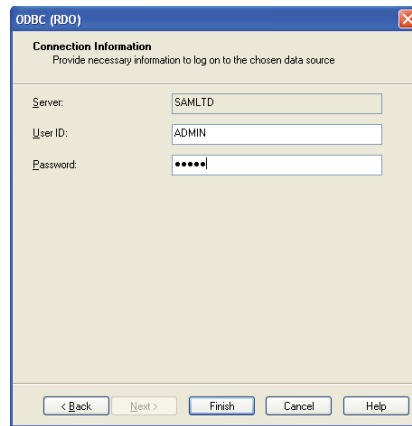 ODBC (RDO)
Connection Information
Provide necessary information to log on to the chosen data source
Server: SAMLTD
User ID: ADMIN
Password: •••••
< Back Next > Finish Cancel Help